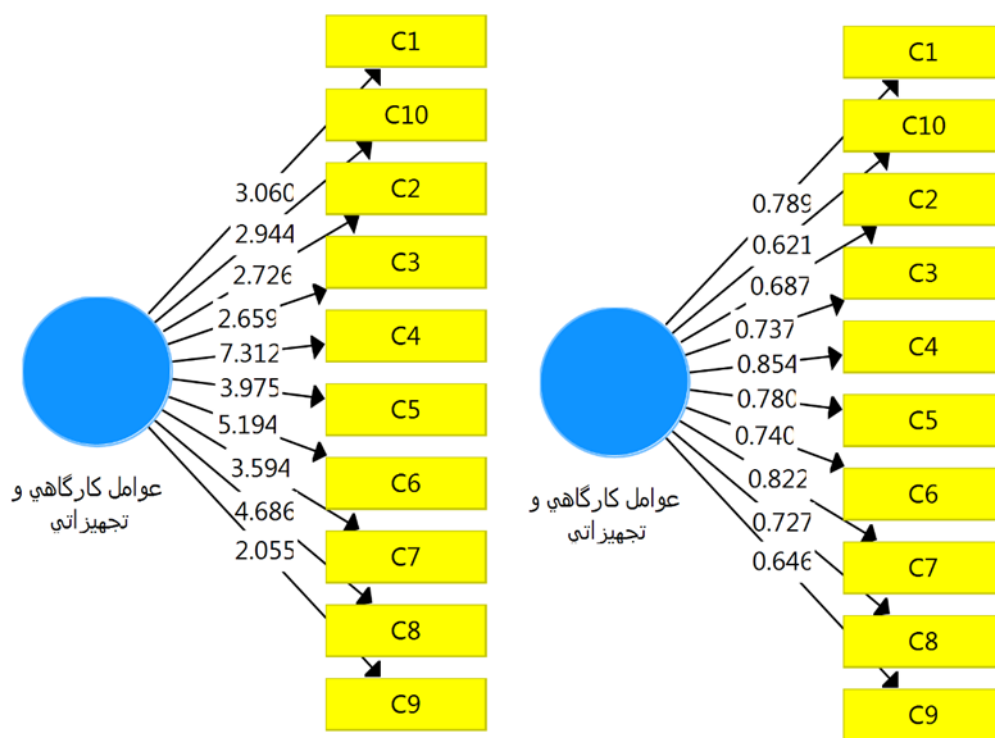 C1
C10
C2
C3
C4
C5
C6
C7
C8
C9
3.060
2.944
2.726
2.659
7.312
3.975
5.194
3.594
4.686
2.055
عوامل كارگاهي و
تجهيزاتي
C1
C10
C2
C3
C4
C5
C6
C7
C8
C9
0.789
0.621
0.687
0.737
0.854
0.780
0.740
0.822
0.727
0.646
عوامل كارگاهي و
تجهيزاتي